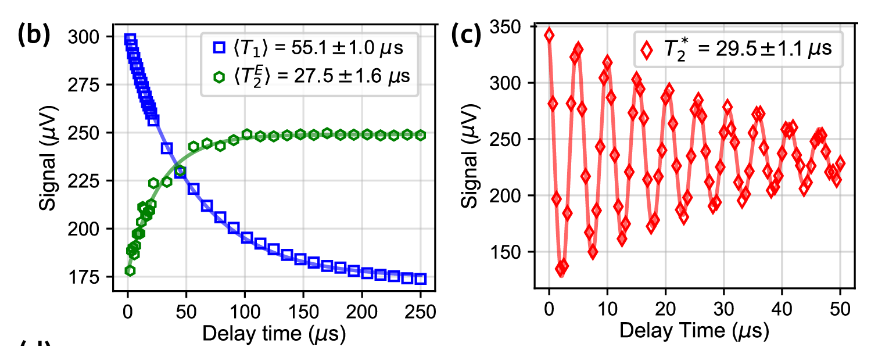 (b)
300
275
250
225
200
175
Signal (μV)
⟨T₁⟩ = 55.1 ± 1.0 μs
⟨T₂ᴱ⟩ = 27.5 ± 1.6 μs
0 50 100 150 200 250
Delay time (μs)
(c)
350
300
250
200
150
Signal (μV)
T₂* = 29.5 ± 1.1 μs
0 10 20 30 40 50
Delay Time (μs)